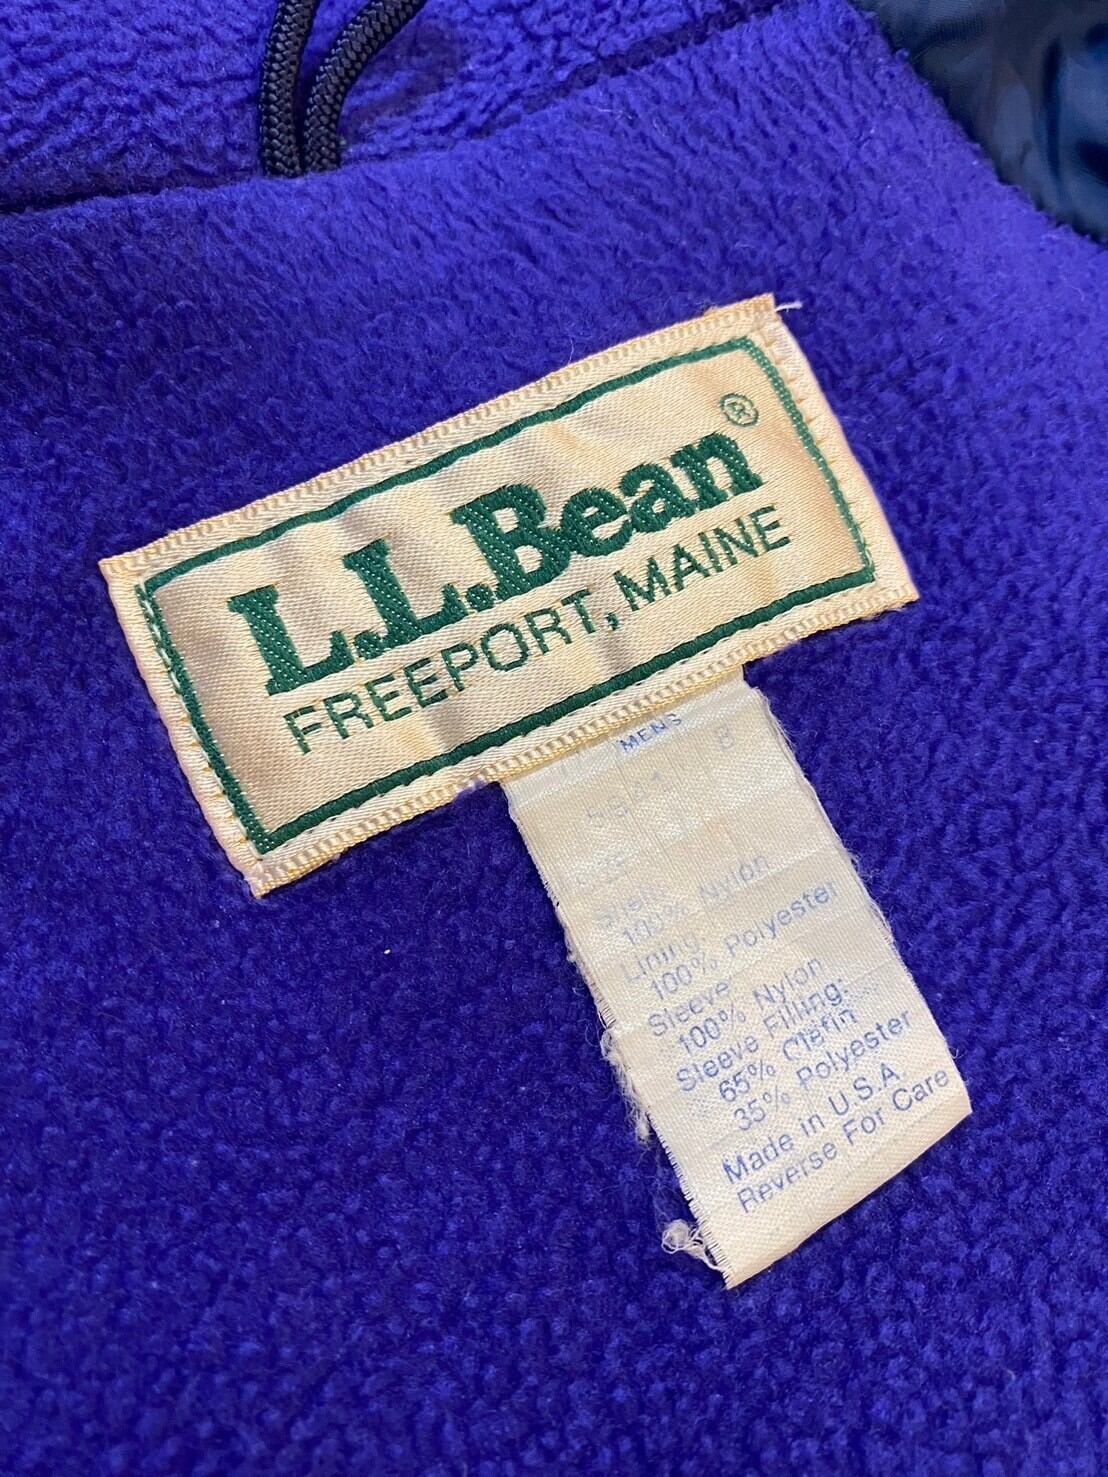 L.L.Bean®
FREEPORT, MAINE
MENS
Shell:
100% Nylon
Lining:
100% Polyester
Sleeve:
100% Nylon
Sleeve Filling:
65% Olefin
35% Polyester
Made in U.S.A.
Reverse For Care